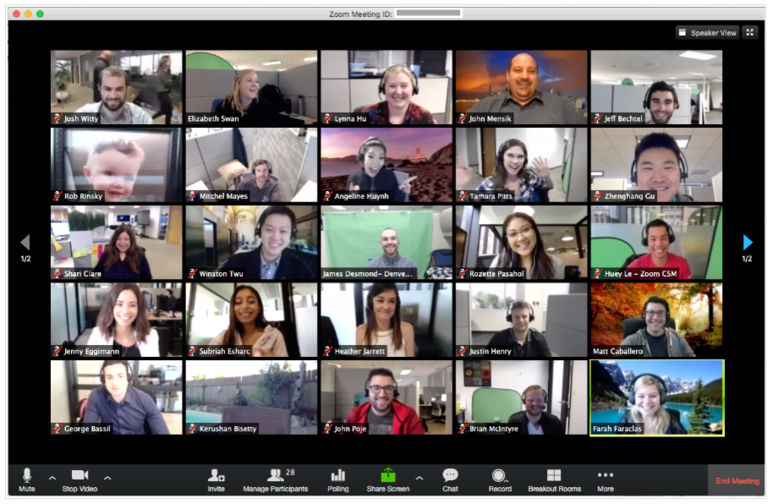 Zoom Meeting ID:
Speaker View
Josh Witty
Elizabeth Swan
Lynna Hu
John Mensik
Jeff Bechtel
Rob Rinsky
Mitchel Mayes
Angeline Huynh
Tamara Pitts
Zhenghang Gu
Shari Clare
Winston Twu
James Desmond– Denve...
Rozette Pasahol
Huey Le – Zoom CSM
1/2
1/2
Jenny Eggimann
Subriah Esharc
Heather Jarrett
Justin Henry
Matt Caballero
George Bassil
Kerushan Bisetty
John Poje
Brian McIntyre
Farah Faraclas
28
Mute
Stop Video
Invite
Manage Participants
Polling
Share Screen
Chat
Record
Breakout Rooms
More
End Meeting